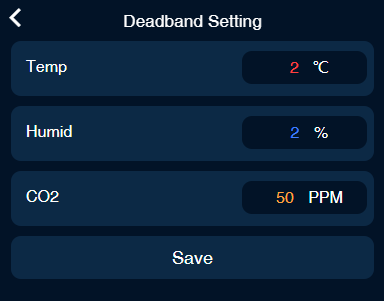 Deadband Setting
Temp 2 ℃
Humid 2 %
CO2 50 PPM
Save